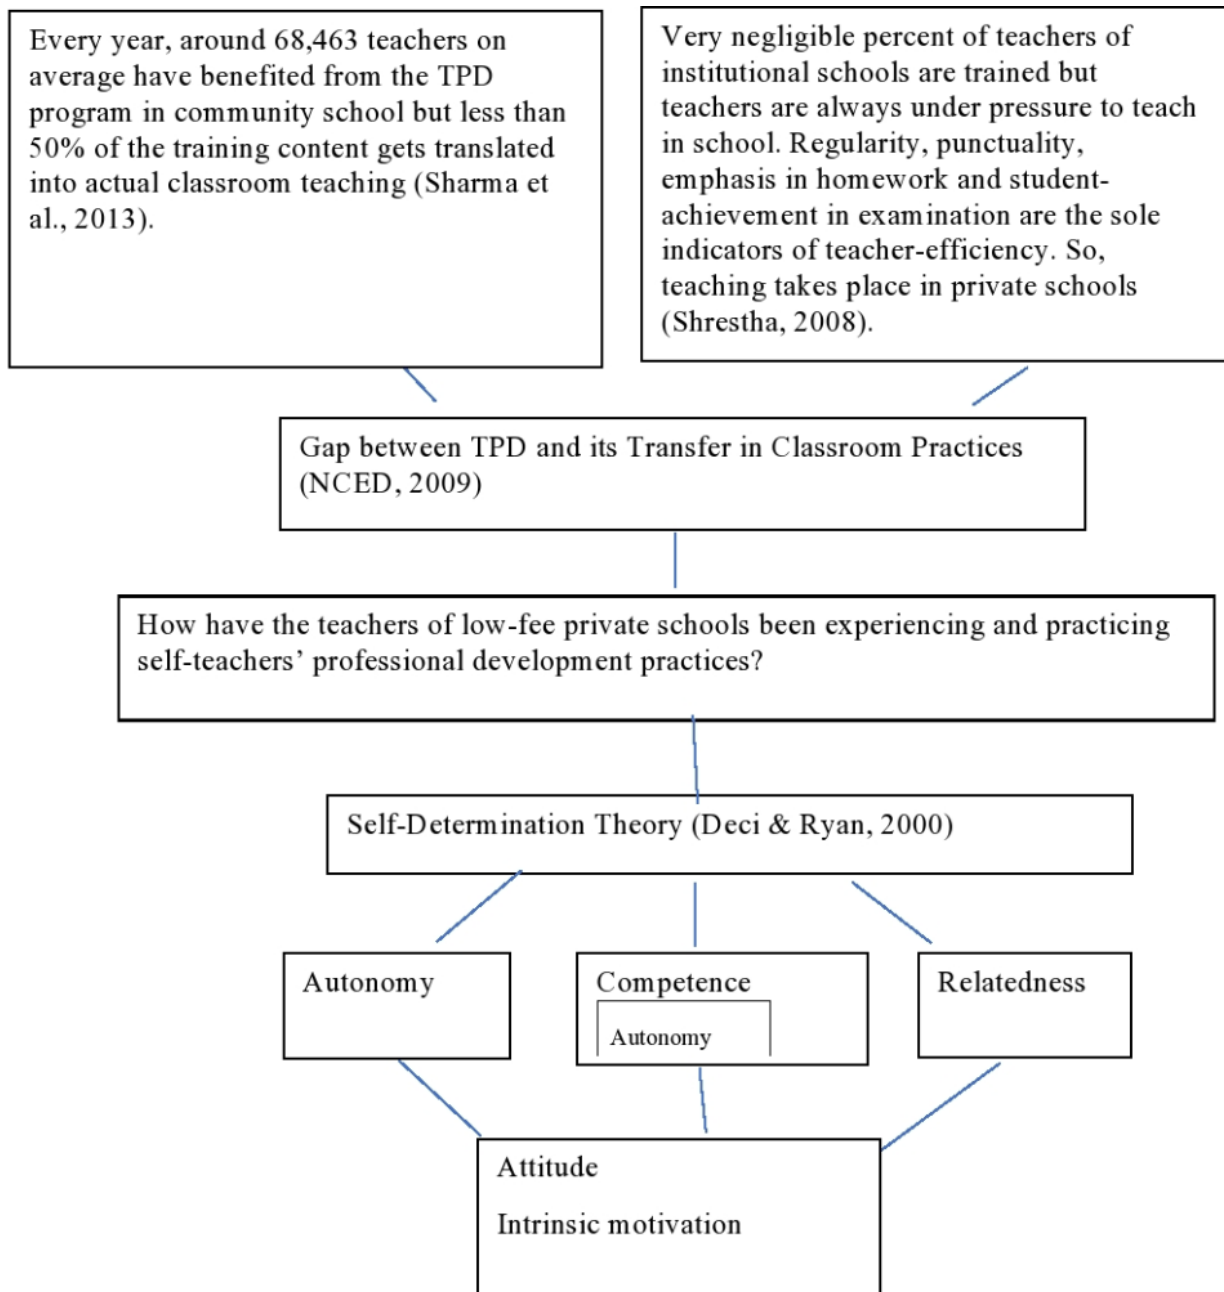 Every year, around 68,463 teachers on
average have benefited from the TPD
program in community school but less than
50% of the training content gets translated
into actual classroom teaching (Sharma et
al., 2013).
Very negligible percent of teachers of
institutional schools are trained but
teachers are always under pressure to teach
in school. Regularity, punctuality,
emphasis in homework and student-
achievement in examination are the sole
indicators of teacher-efficiency. So,
teaching takes place in private schools
(Shrestha, 2008).
Gap between TPD and its Transfer in Classroom Practices
(NCED, 2009)
How have the teachers of low-fee private schools been experiencing and practicing
self-teachers’ professional development practices?
Self-Determination Theory (Deci & Ryan, 2000)
Autonomy
Competence
Autonomy
Relatedness
Attitude
Intrinsic motivation